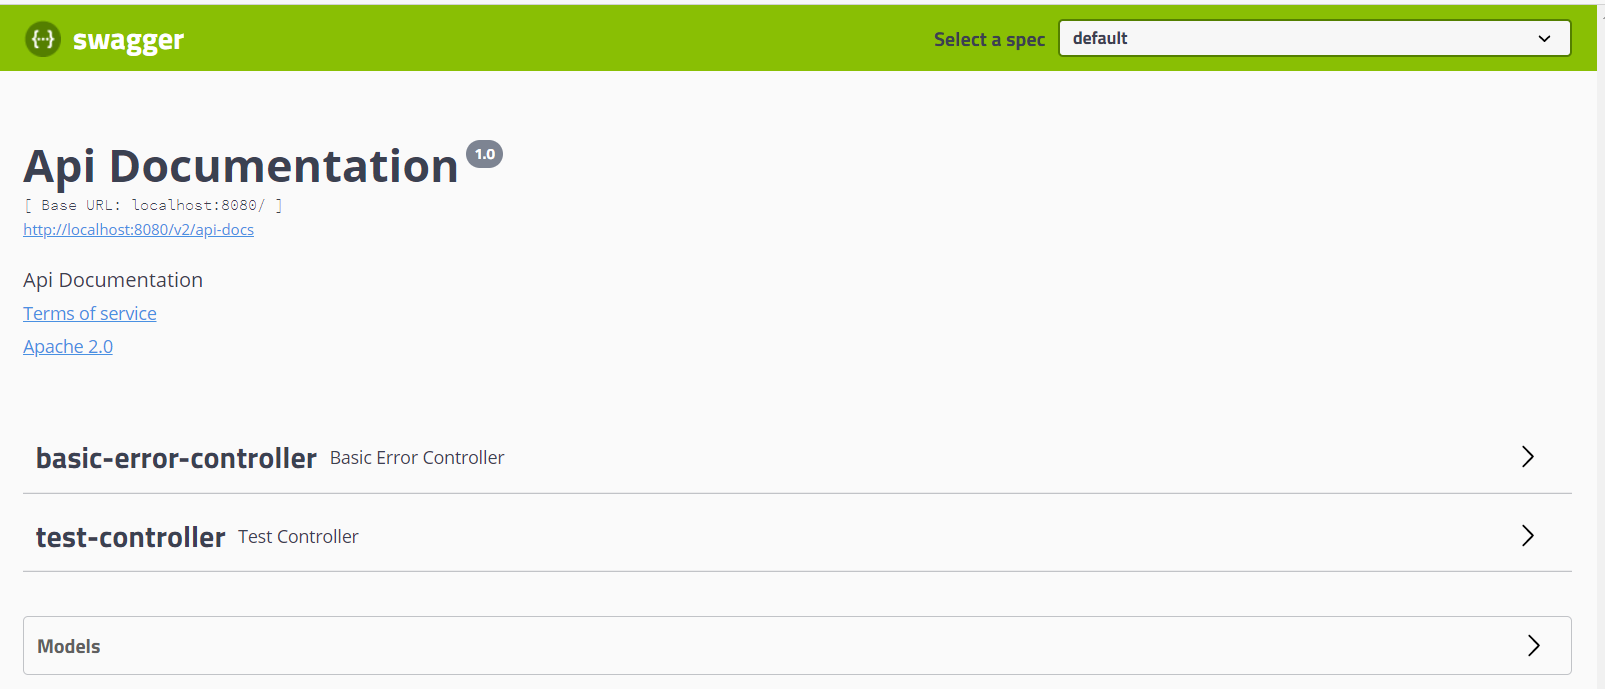 {···} swagger Select a spec default
Api Documentation 1.0
[ Base URL: localhost:8080/ ]
http://localhost:8080/v2/api-docs
Api Documentation
Terms of service
Apache 2.0
basic-error-controller Basic Error Controller
test-controller Test Controller
Models